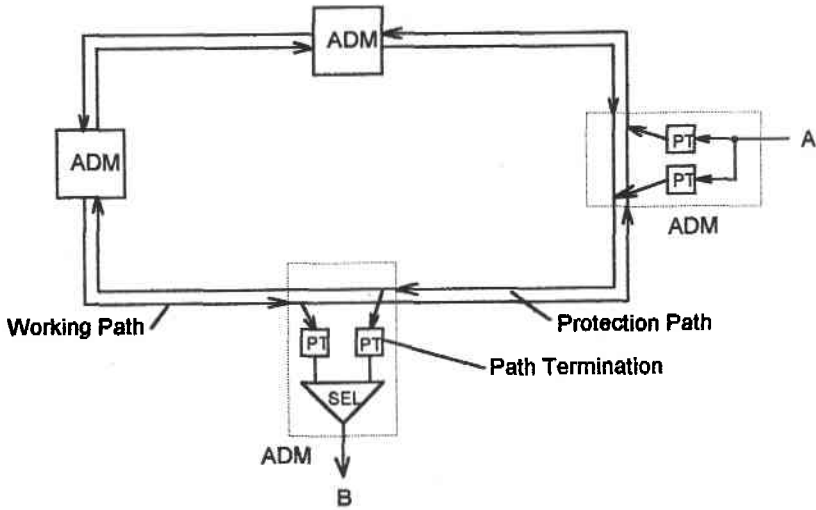 ADM
ADM
PT
A
PT
ADM
Working Path
Protection Path
PT
PT
Path Termination
SEL
ADM
B